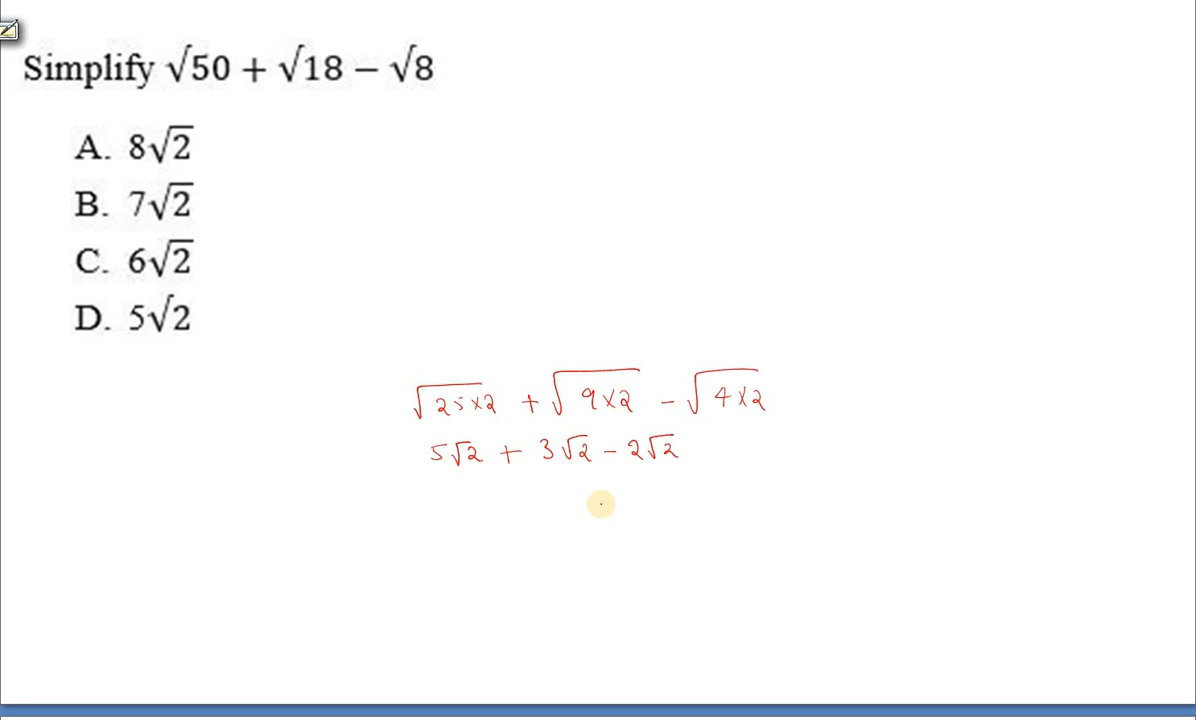 Simplify √50 + √18 − √8
A. 8√2
B. 7√2
C. 6√2
D. 5√2
√25×2 + √9×2 - √4×2
5√2 + 3√2 - 2√2